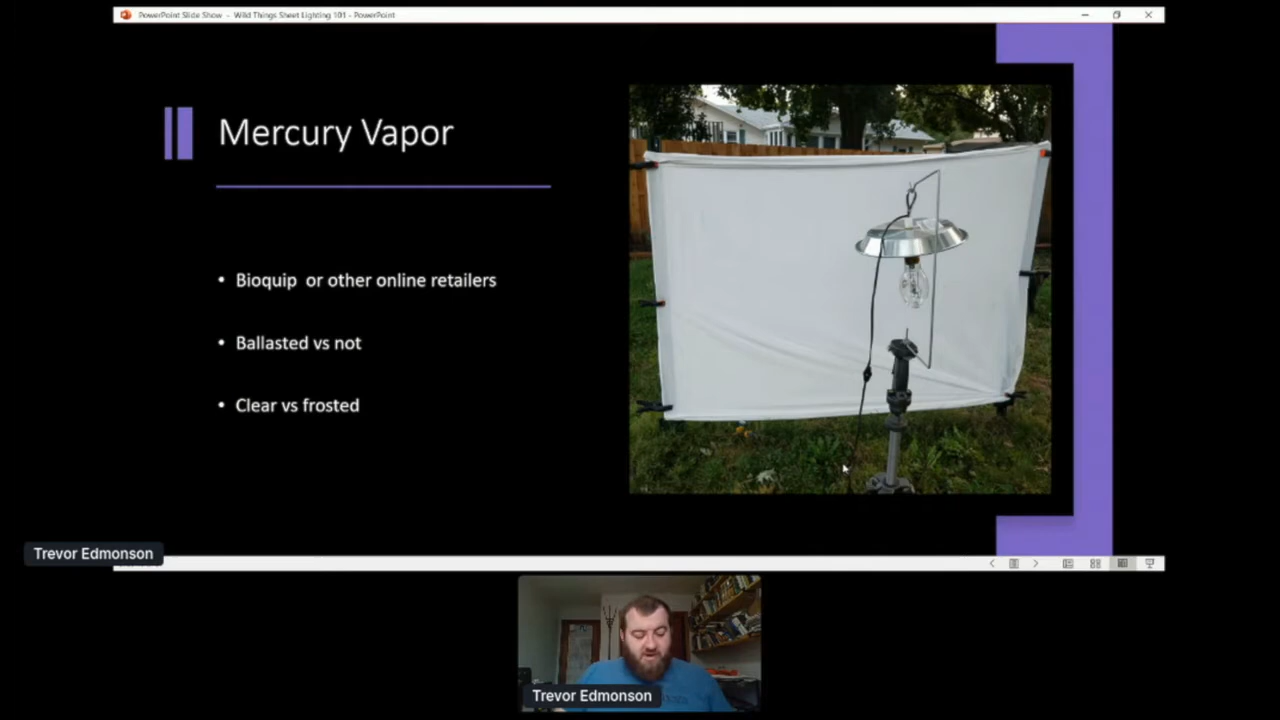 PowerPoint Slide Show - Wild Things Sheet Lighting 101 - PowerPoint
Mercury Vapor
• Bioquip or other online retailers
• Ballasted vs not
• Clear vs frosted
Trevor Edmonson
Trevor Edmonson